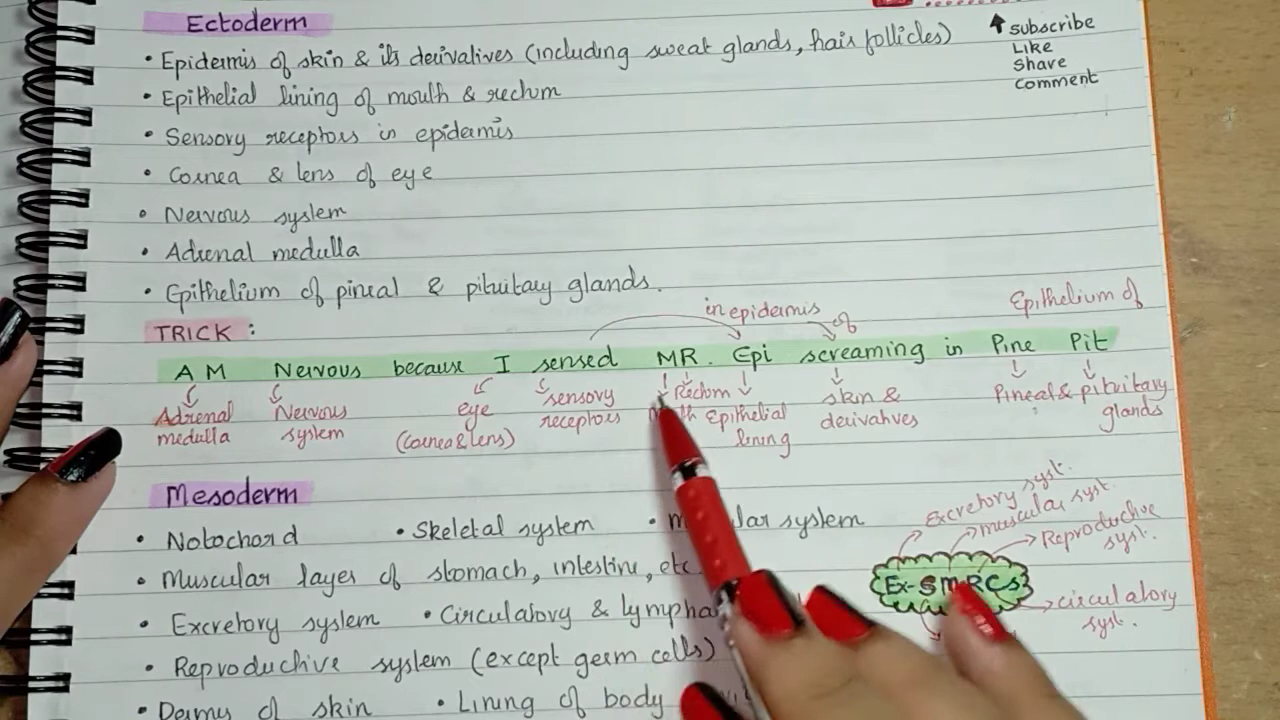 Ectoderm
• Epidermis of skin & its derivatives (including sweat glands, hair follicles)
• Epithelial lining of mouth & rectum
• Sensory receptors in epidermis
• Cornea & lens of eye
• Nervous system
• Adrenal medulla
• Epithelium of pineal & pituitary glands.
↑ subscribe
Like
Share
comment
TRICK :
in epidermis
of
Epithelium of
AM Nervous because I sensed MR. Epi screaming in Pine Pit
Adrenal medulla
Nervous system
eye (cornea & lens)
sensory receptors
Rectum
Epithelial lining
skin & derivatives
Pineal & pituitary glands
Mesoderm
• Notochord • Skeletal system • system
• Muscular layer of stomach, intestine, etc
• Excretory system • Circulatory &
• Reproductive system (except germ cells)
• Dermis of skin • Lining of body
Excretory syst.
muscular syst.
Reproductive syst.
Ex-SMRCs
circulatory syst.